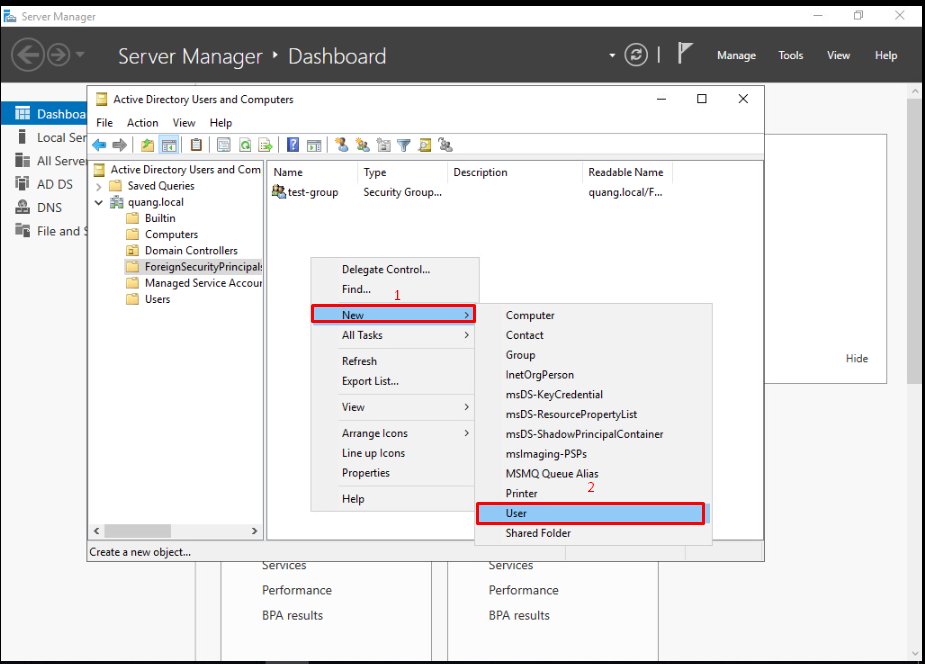 Server Manager
Server Manager ‣ Dashboard
Manage Tools View Help
Dashboa
Local Ser
All Serve
AD DS
DNS
File and S
Active Directory Users and Computers
File Action View Help
Active Directory Users and Com
Saved Queries
quang.local
Builtin
Computers
Domain Controllers
ForeignSecurityPrincipals
Managed Service Accour
Users
Name Type Description Readable Name
test-group Security Group... quang.local/F...
Delegate Control...
Find...
1
New
All Tasks
Refresh
Export List...
View
Arrange Icons
Line up Icons
Properties
Help
Computer
Contact
Group
InetOrgPerson
msDS-KeyCredential
msDS-ResourcePropertyList
msDS-ShadowPrincipalContainer
msImaging-PSPs
MSMQ Queue Alias
2
Printer
User
Shared Folder
Hide
Create a new object...
Services
Performance
BPA results
Services
Performance
BPA results